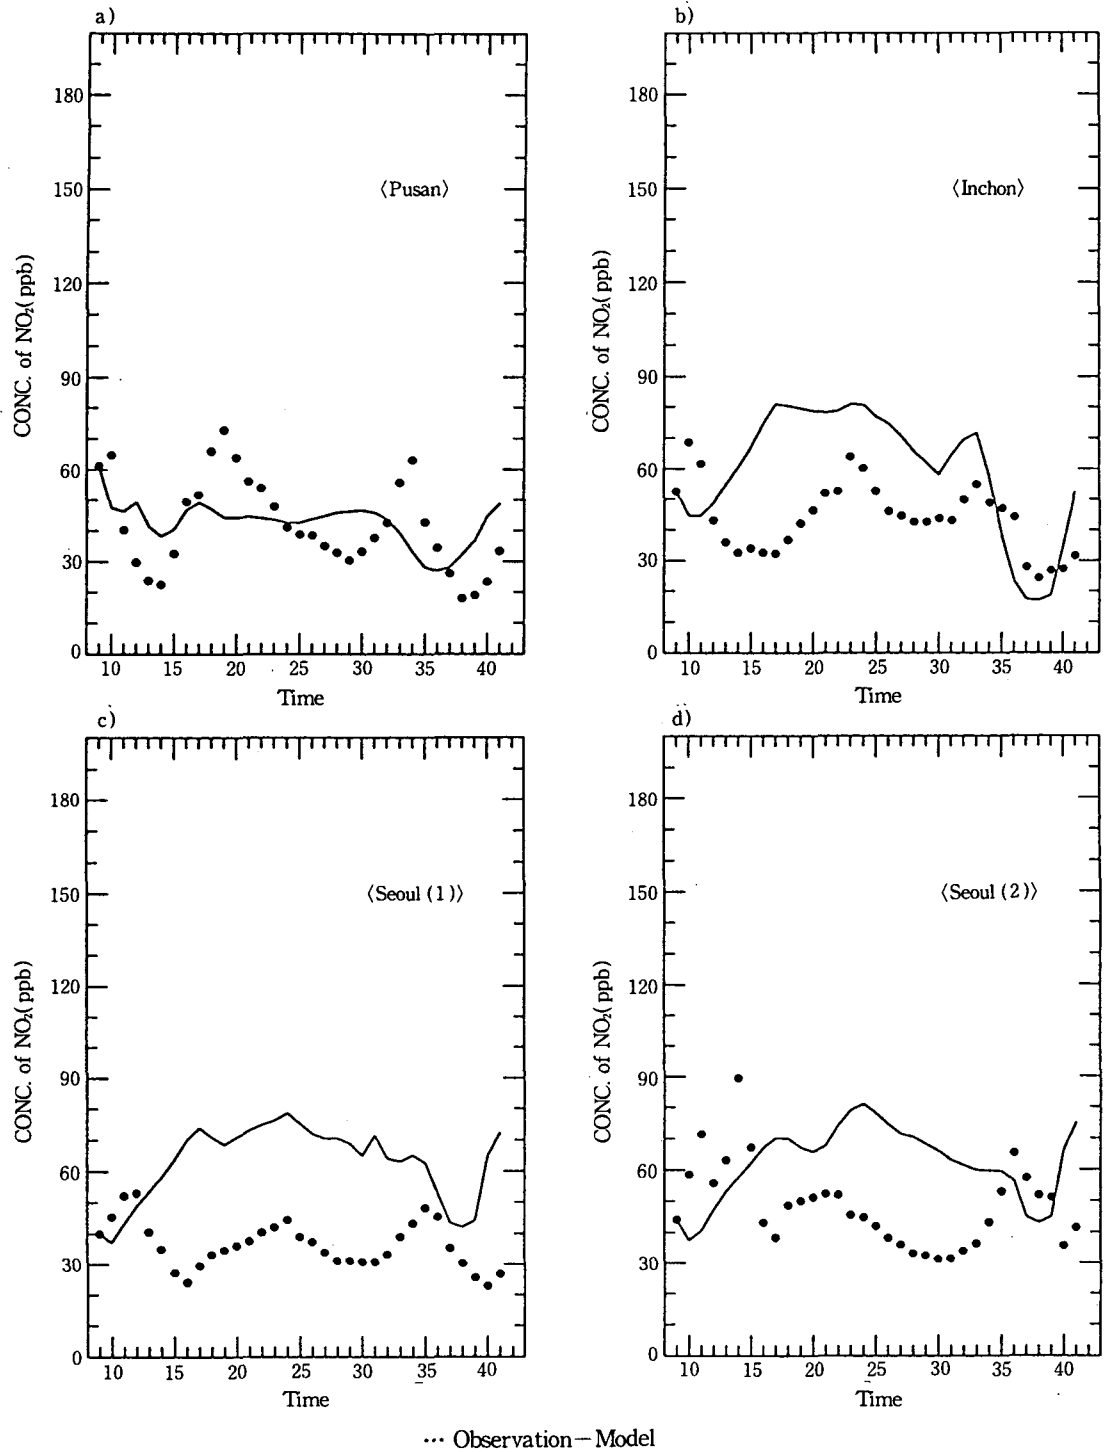 a)
180
150
120
90
60
30
0
CONC. of NO₂(ppb)
〈Pusan〉
10 15 20 25 30 35 40
Time
b)
180
150
120
90
60
30
0
CONC. of NO₂(ppb)
〈Inchon〉
10 15 20 25 30 35 40
Time
c)
180
150
120
90
60
30
0
CONC. of NO₂(ppb)
〈Seoul (1)〉
10 15 20 25 30 35 40
Time
d)
180
150
120
90
60
30
0
CONC. of NO₂(ppb)
〈Seoul (2)〉
10 15 20 25 30 35 40
Time
··· Observation — Model